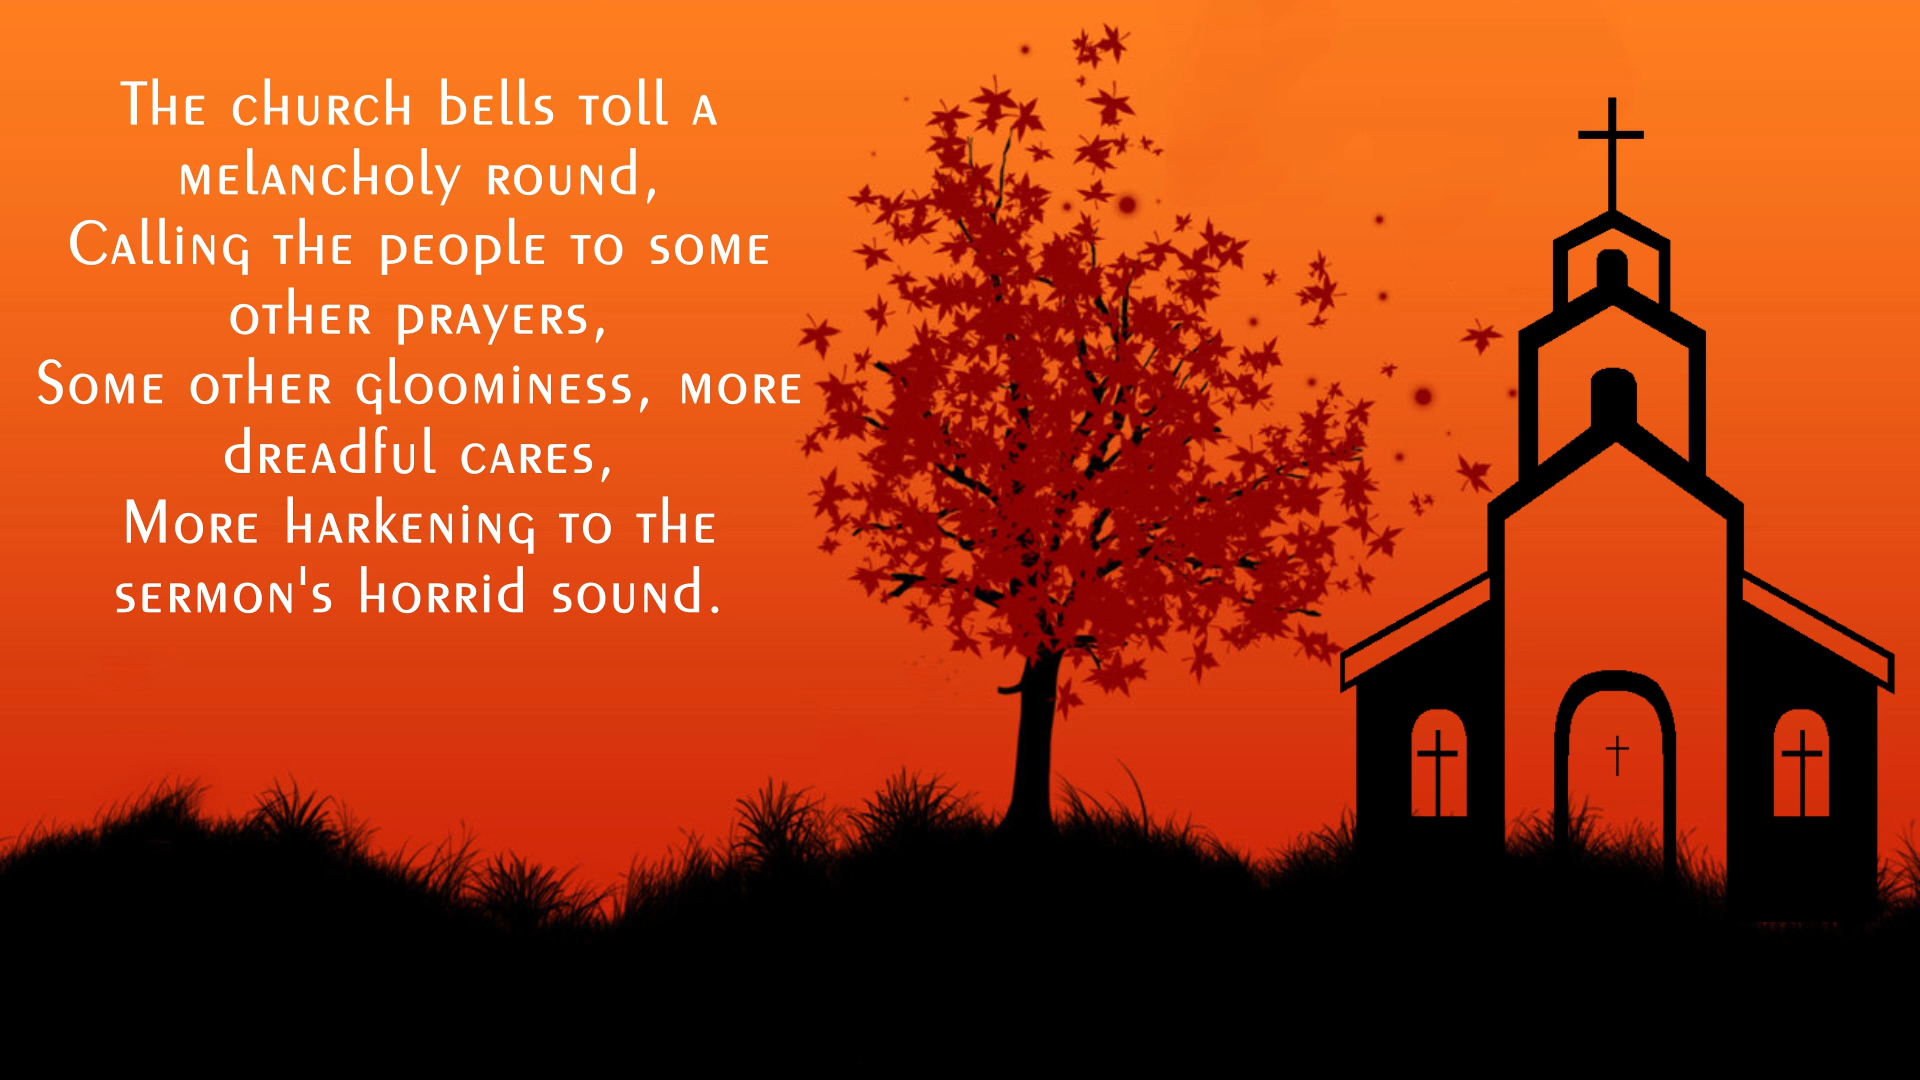 The church bells toll a
melancholy round,
Calling the people to some
other prayers,
Some other gloominess, more
dreadful cares,
More harkening to the
sermon's horrid sound.